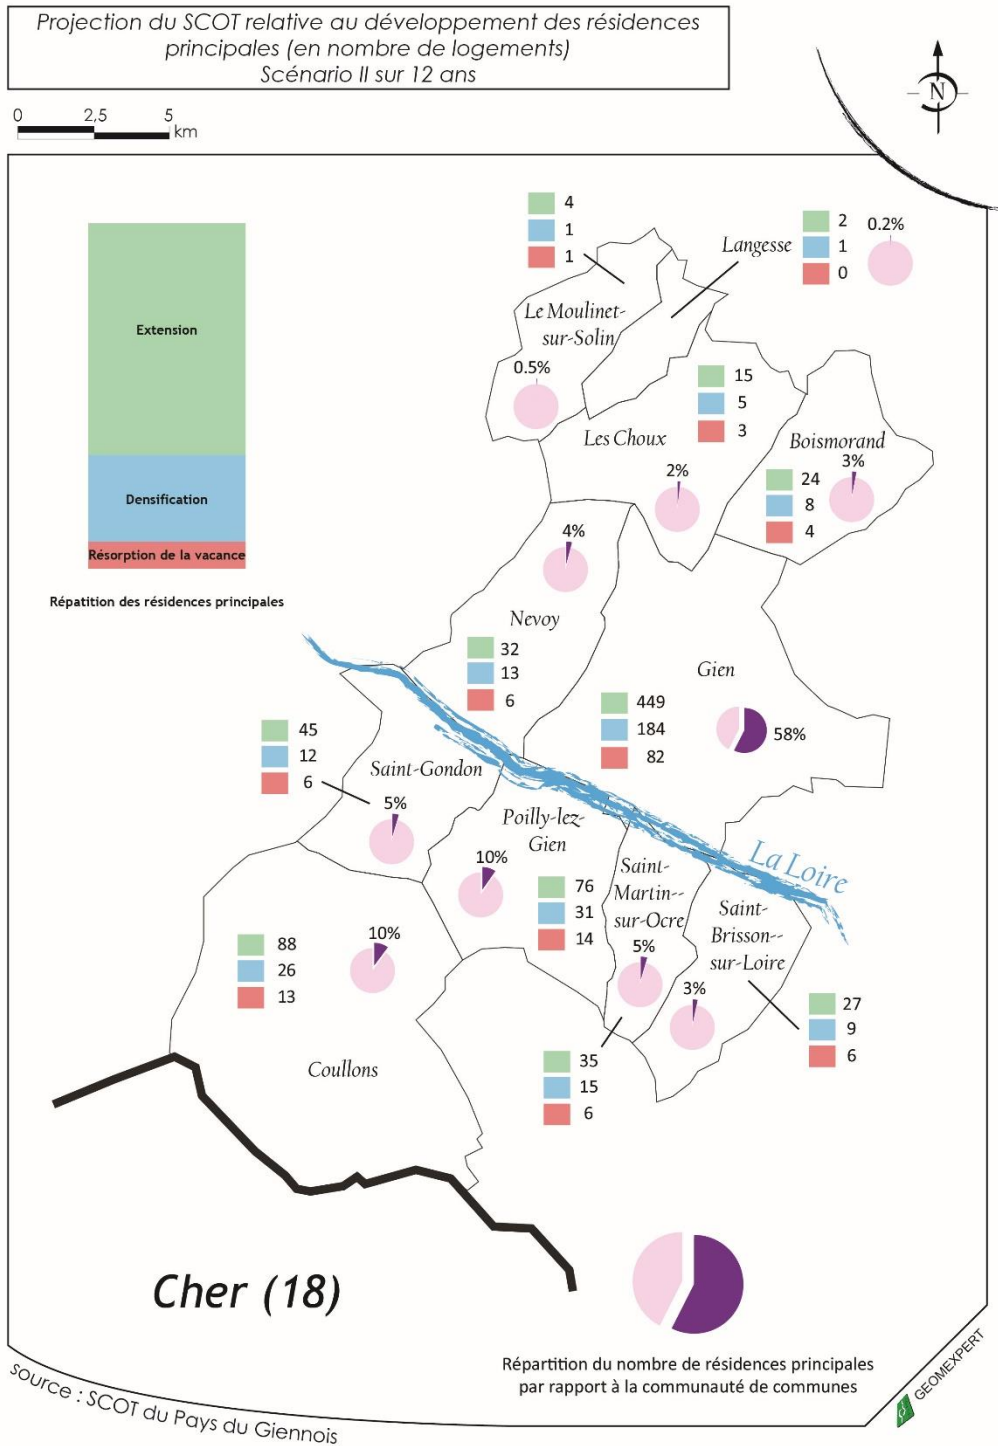 Projection du SCOT relative au développement des résidences
principales (en nombre de logements)
Scénario II sur 12 ans
N
0 2,5 5
km
4
1
1
Langesse
2
1
0
0.2%
Extension
Densification
Résorption de la vacance
Répatition des résidences principales
Le Moulinet-
sur-Solin
0.5%
Les Choux
15
5
3
2%
Boismorand
24
8
4
3%
4%
Nevoy
32
13
6
Gien
449
184
82
58%
45
12
6
Saint-Gondon
5%
Poilly-lez-
Gien
10%
76
31
14
La Loire
Saint-
Martin--
sur-Ocre
5%
35
15
6
Saint-
Brisson--
sur-Loire
3%
27
9
6
88
26
13
10%
Coullons
Cher (18)
Répartition du nombre de résidences principales
par rapport à la communauté de communes
source : SCOT du Pays du Giennois
GEOMEXPERT